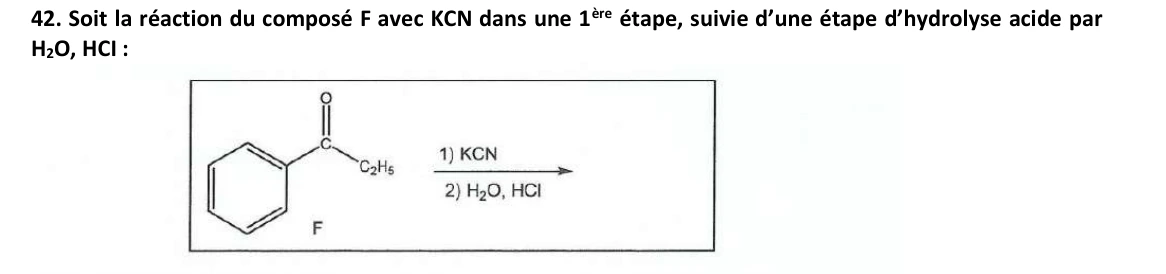 42. Soit la réaction du composé F avec KCN dans une 1ère étape, suivie d’une étape d’hydrolyse acide par
H2O, HCl :
O
C
C2H5
1) KCN
2) H2O, HCl
F